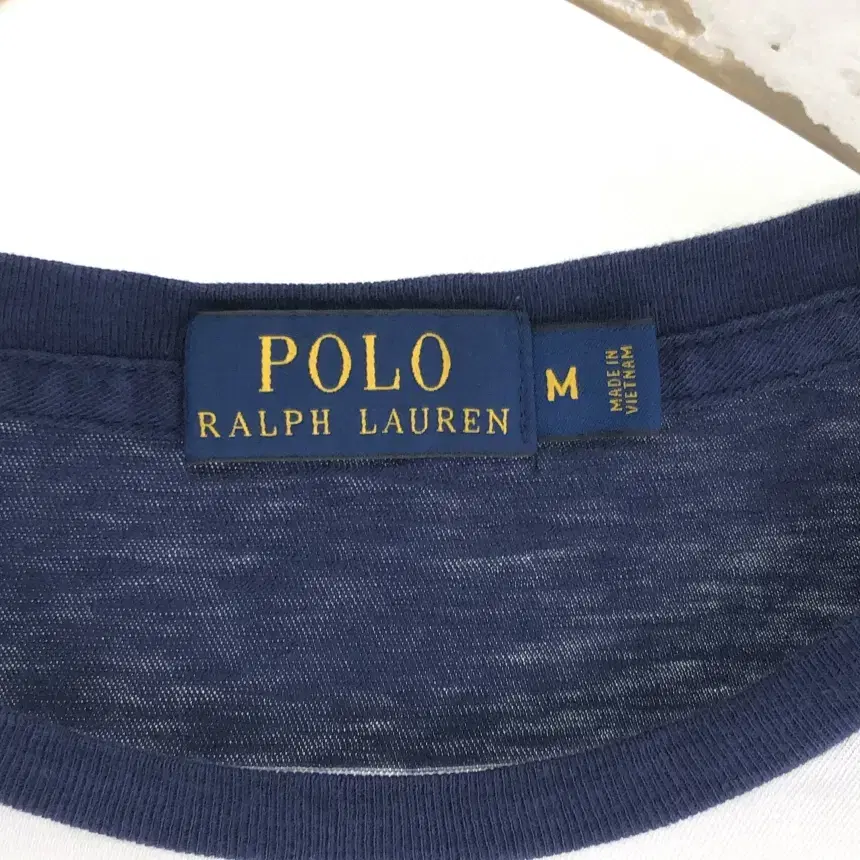 POLO
RALPH LAUREN
M
MADE IN
VIETNAM